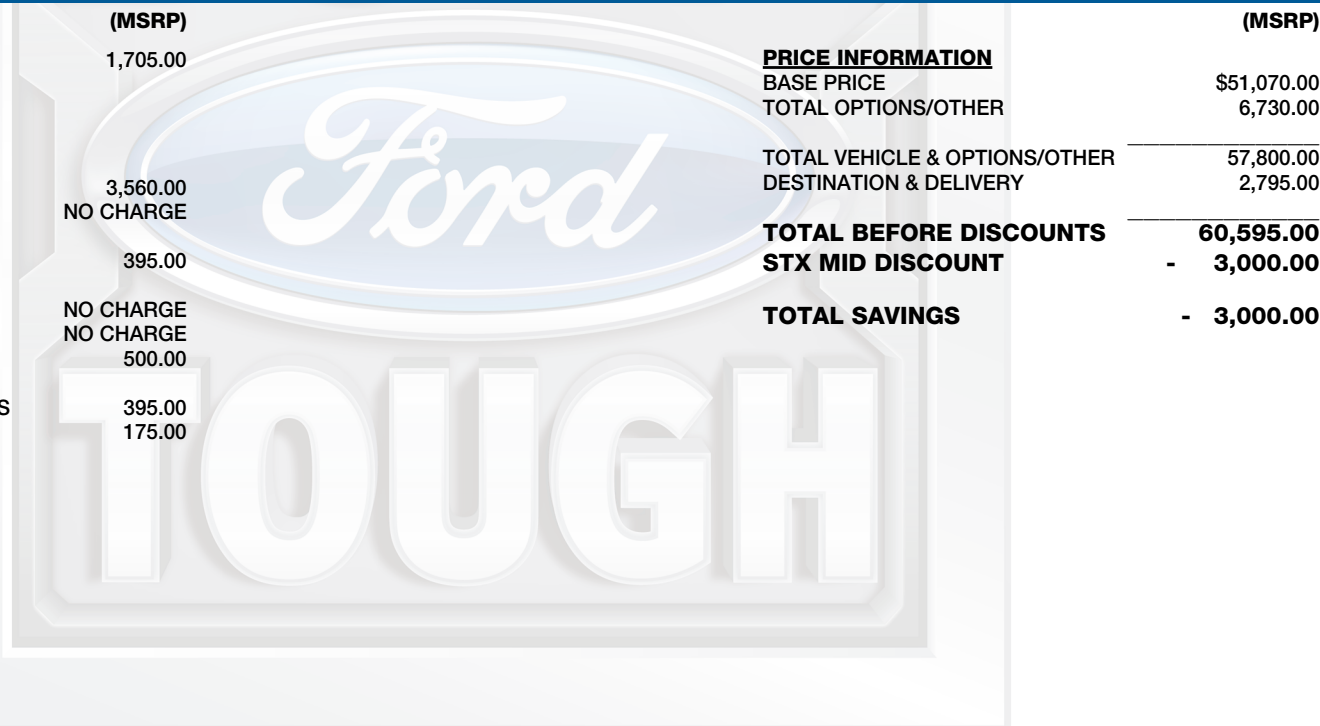 (MSRP)
1,705.00
3,560.00
NO CHARGE
395.00
NO CHARGE
NO CHARGE
500.00
S 395.00
175.00
(MSRP)
PRICE INFORMATION
BASE PRICE $51,070.00
TOTAL OPTIONS/OTHER 6,730.00
TOTAL VEHICLE & OPTIONS/OTHER 57,800.00
DESTINATION & DELIVERY 2,795.00
TOTAL BEFORE DISCOUNTS 60,595.00
STX MID DISCOUNT - 3,000.00
TOTAL SAVINGS - 3,000.00
Ford
TOUGH